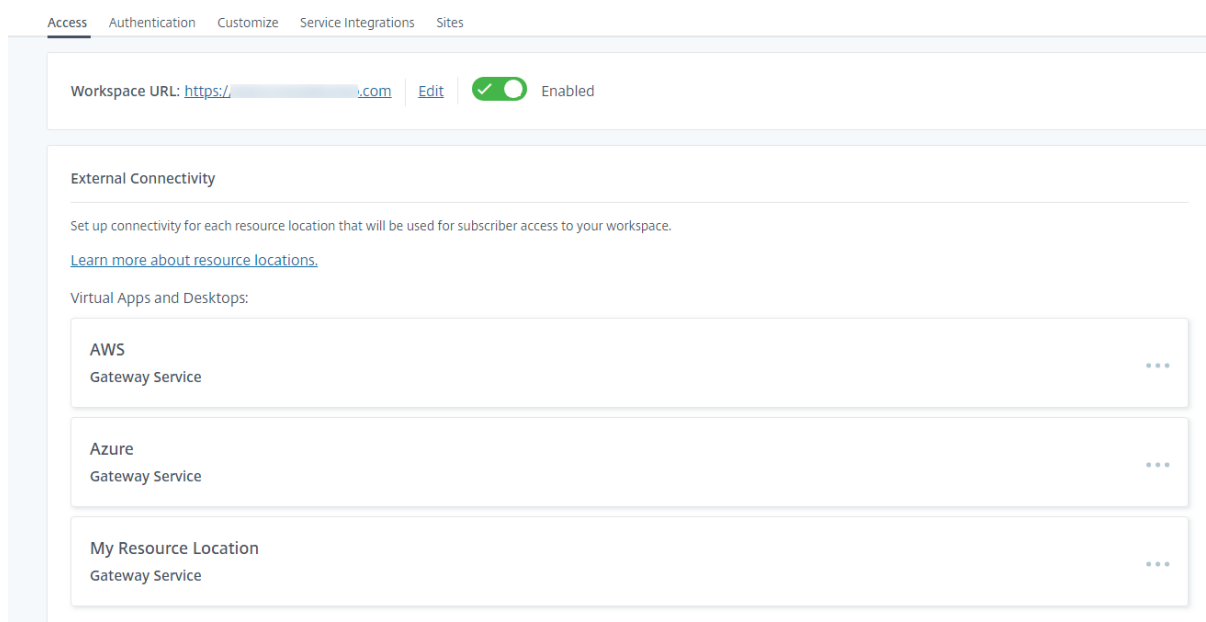 Access Authentication Customize Service Integrations Sites
Workspace URL: https:// .com Edit Enabled
External Connectivity
Set up connectivity for each resource location that will be used for subscriber access to your workspace.
Learn more about resource locations.
Virtual Apps and Desktops:
AWS
Gateway Service
Azure
Gateway Service
My Resource Location
Gateway Service